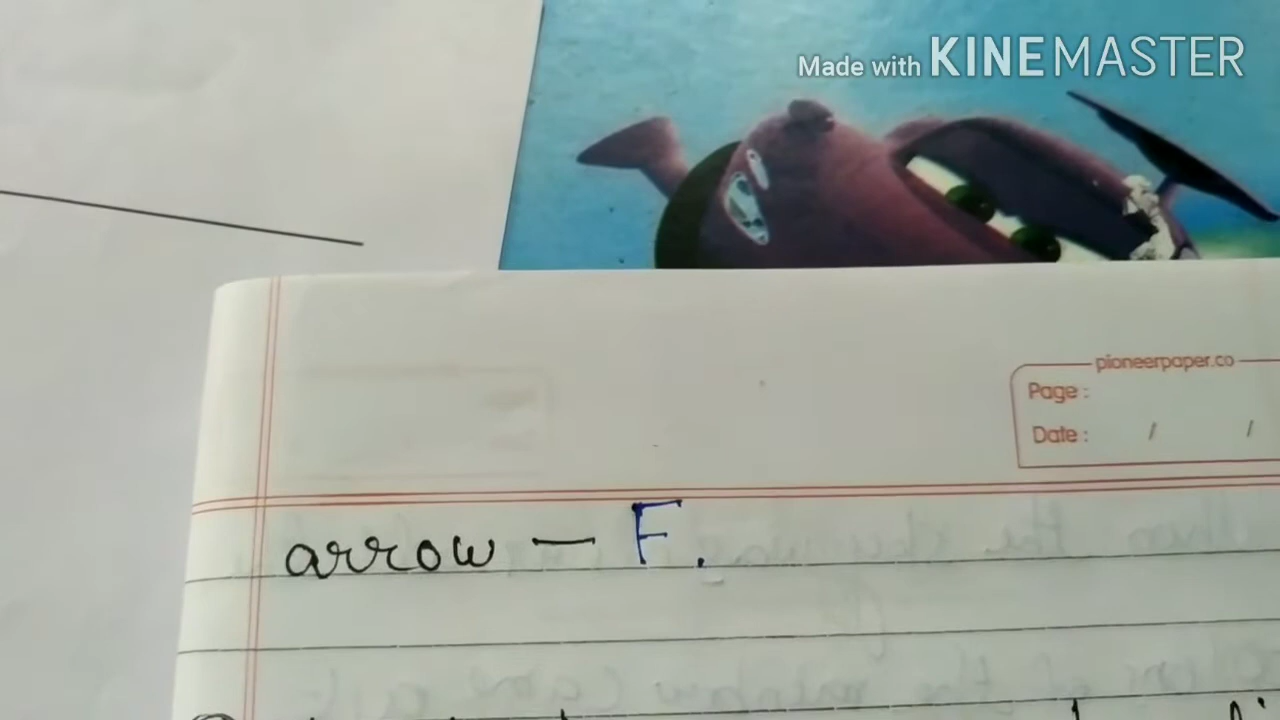 Made with KINEMASTER
pioneerpaper.co
Page :
Date : / /
arrow — F.